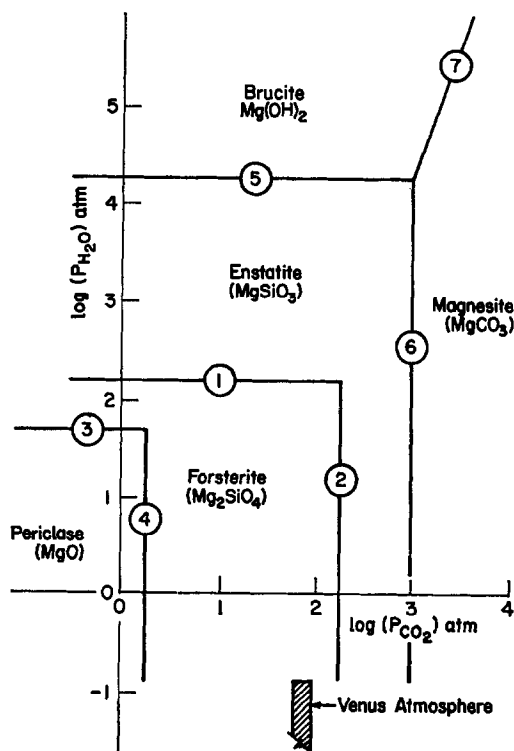 7
Brucite
Mg(OH)2
5
5
4
log (PH2O) atm
Enstatite
(MgSiO3)
3
Magnesite
(MgCO3)
6
1
2
3
2
Forsterite
(Mg2SiO4)
1
4
Periclase
(MgO)
0
0 1 2 3 4
log (PCO2) atm
-1
Venus Atmosphere